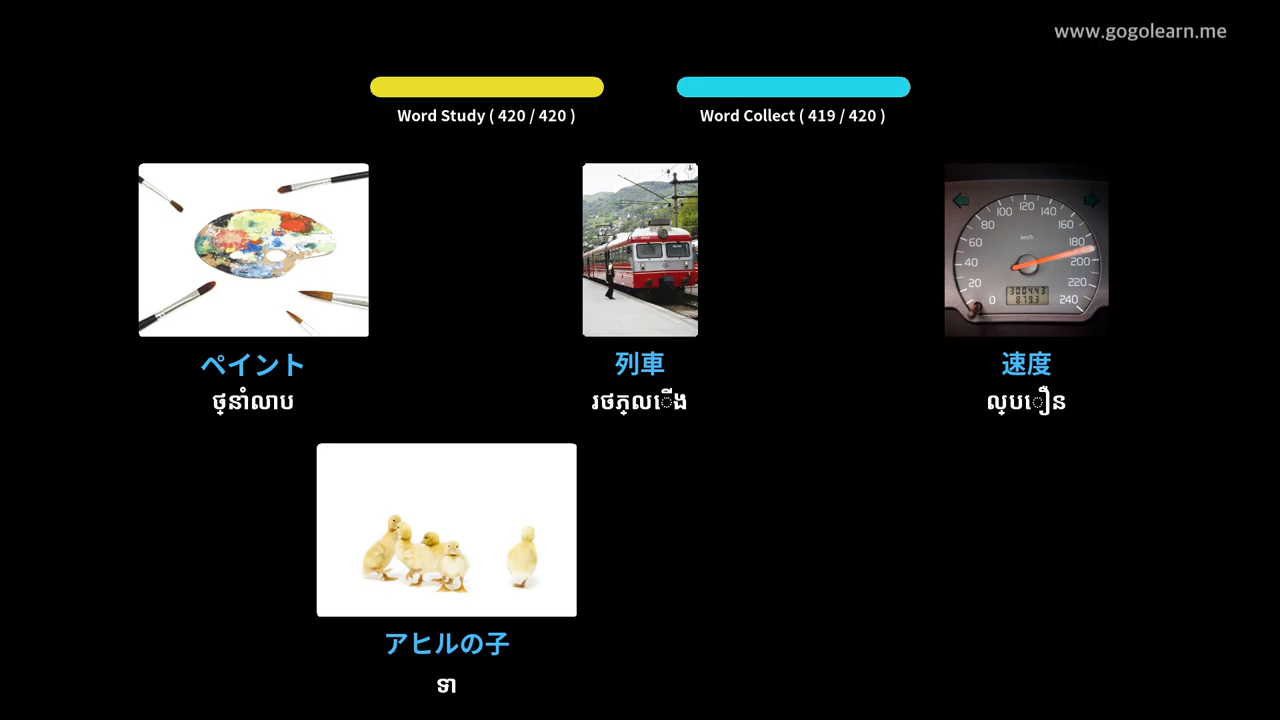 www.gogolearn.me
Word Study ( 420 / 420 )
Word Collect ( 419 / 420 )
ペイント
ថ្នាំលាប
列車
រថភ្លើង
速度
ល្បឿន
アヒルの子
ទា